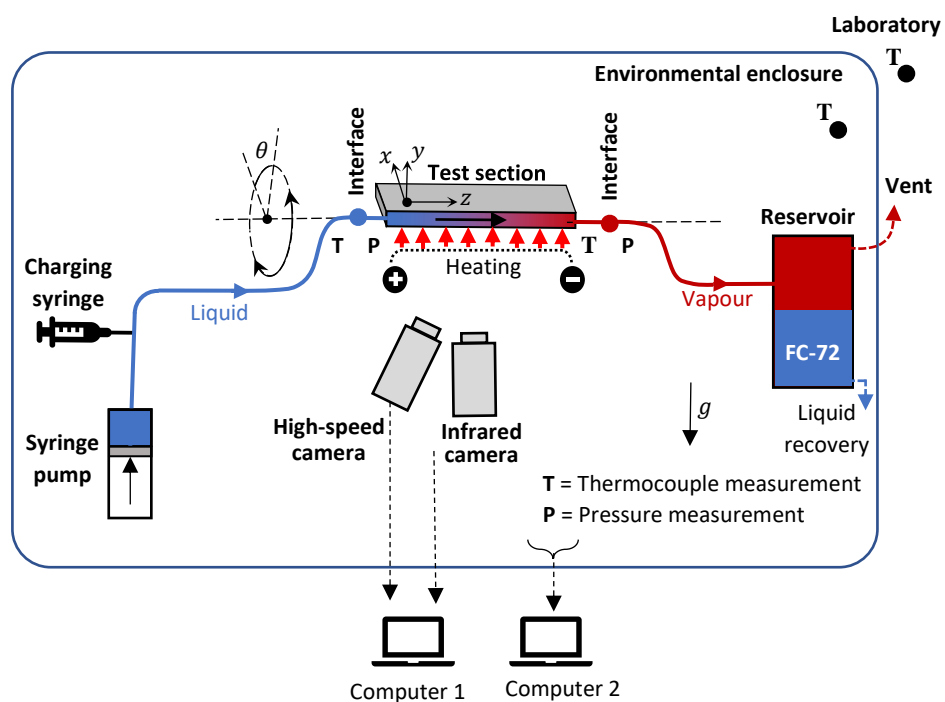 Laboratory
T
Environmental enclosure
T
Interface
Interface
θ
x
y
z
Test section
Vent
Reservoir
T P
T P
Charging
syringe
Heating
+
−
Liquid
Vapour
FC-72
g
High-speed
camera
Infrared
camera
Liquid
recovery
Syringe
pump
T = Thermocouple measurement
P = Pressure measurement
Computer 1
Computer 2